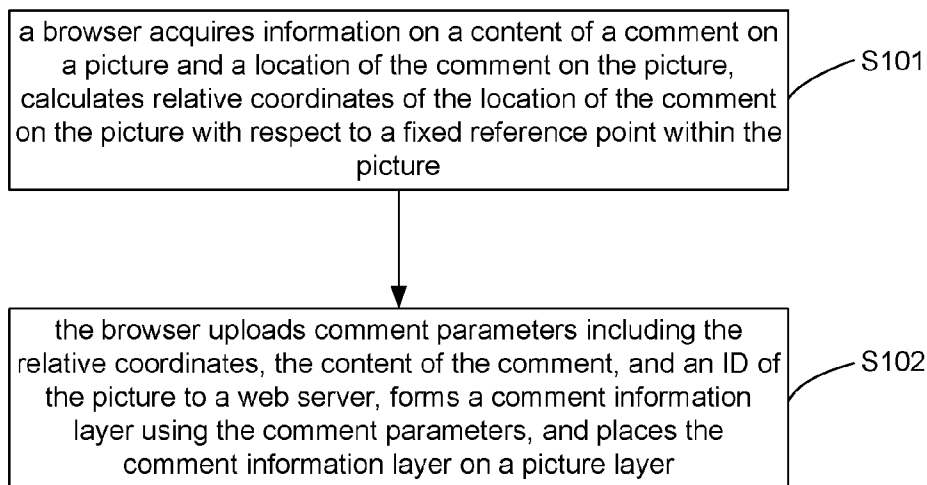 a browser acquires information on a content of a comment on
a picture and a location of the comment on the picture,
calculates relative coordinates of the location of the comment
on the picture with respect to a fixed reference point within the
picture
S101
the browser uploads comment parameters including the
relative coordinates, the content of the comment, and an ID of
the picture to a web server, forms a comment information
layer using the comment parameters, and places the
comment information layer on a picture layer
S102